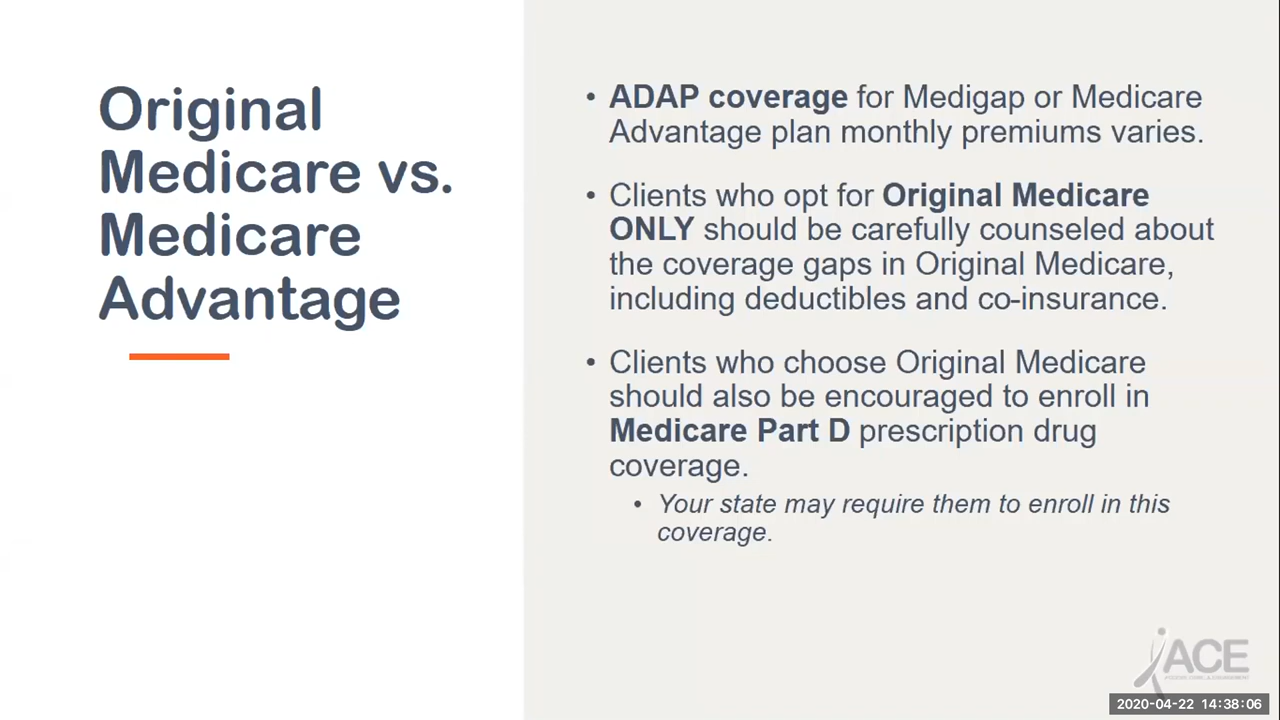 Original
Medicare vs.
Medicare
Advantage
• ADAP coverage for Medigap or Medicare
Advantage plan monthly premiums varies.
• Clients who opt for Original Medicare
ONLY should be carefully counseled about
the coverage gaps in Original Medicare,
including deductibles and co-insurance.
• Clients who choose Original Medicare
should also be encouraged to enroll in
Medicare Part D prescription drug
coverage.
• Your state may require them to enroll in this
coverage.
ACE
2020-04-22 14:38:06